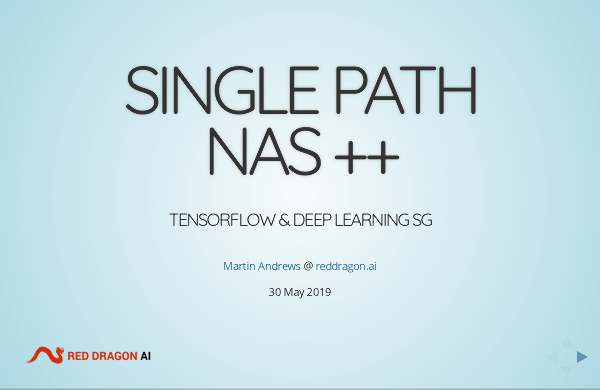 SINGLE PATH
NAS ++
TENSORFLOW & DEEP LEARNING SG
Martin Andrews @ reddragon.ai
30 May 2019
RED DRAGON AI